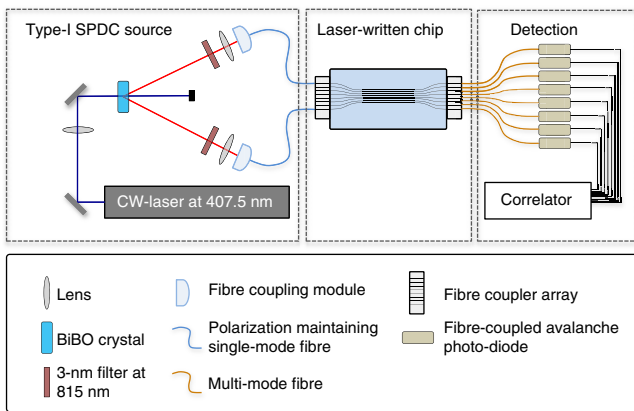 Type-I SPDC source
Laser-written chip
Detection
CW-laser at 407.5 nm
Correlator
Lens
Fibre coupling module
Fibre coupler array
BiBO crystal
Polarization maintaining
single-mode fibre
Fibre-coupled avalanche
photo-diode
3-nm filter at
815 nm
Multi-mode fibre